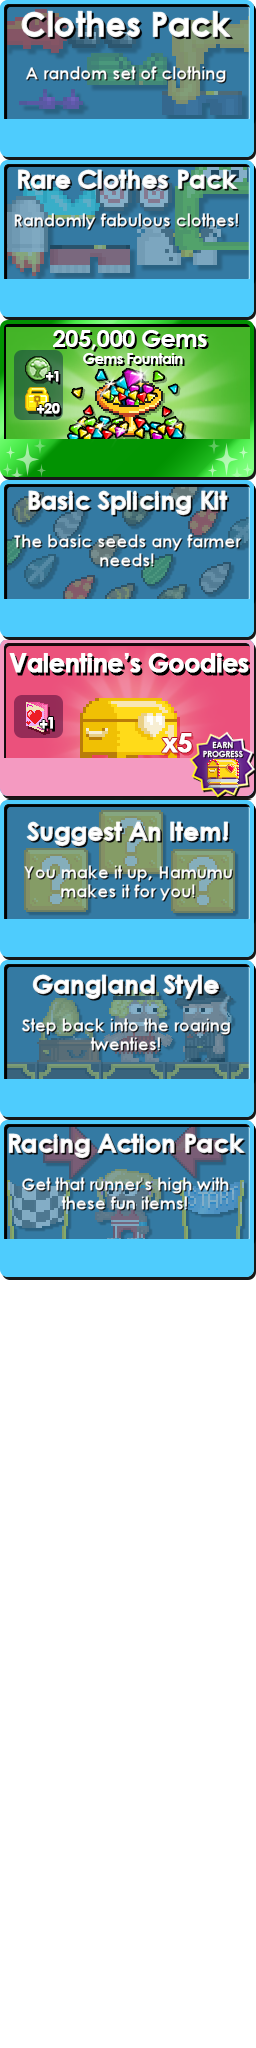 Clothes Pack
A random set of clothing
Rare Clothes Pack
Randomly fabulous clothes!
205,000 Gems
Gems Fountain
+1
+20
Basic Splicing Kit
The basic seeds any farmer
needs!
Valentine's Goodies
+1
x5
EARN
PROGRESS
Suggest An Item!
You make it up, Hamumu
makes it for you!
Gangland Style
Step back into the roaring
twenties!
Racing Action Pack
Get that runner's high with
these fun items!
START